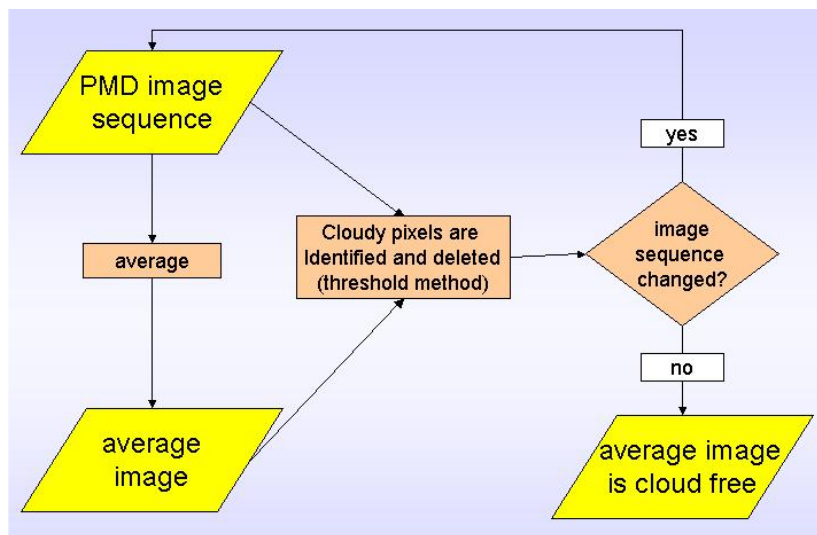 PMD image
sequence
average
average
image
Cloudy pixels are
Identified and deleted
(threshold method)
yes
image
sequence
changed?
no
average image
is cloud free